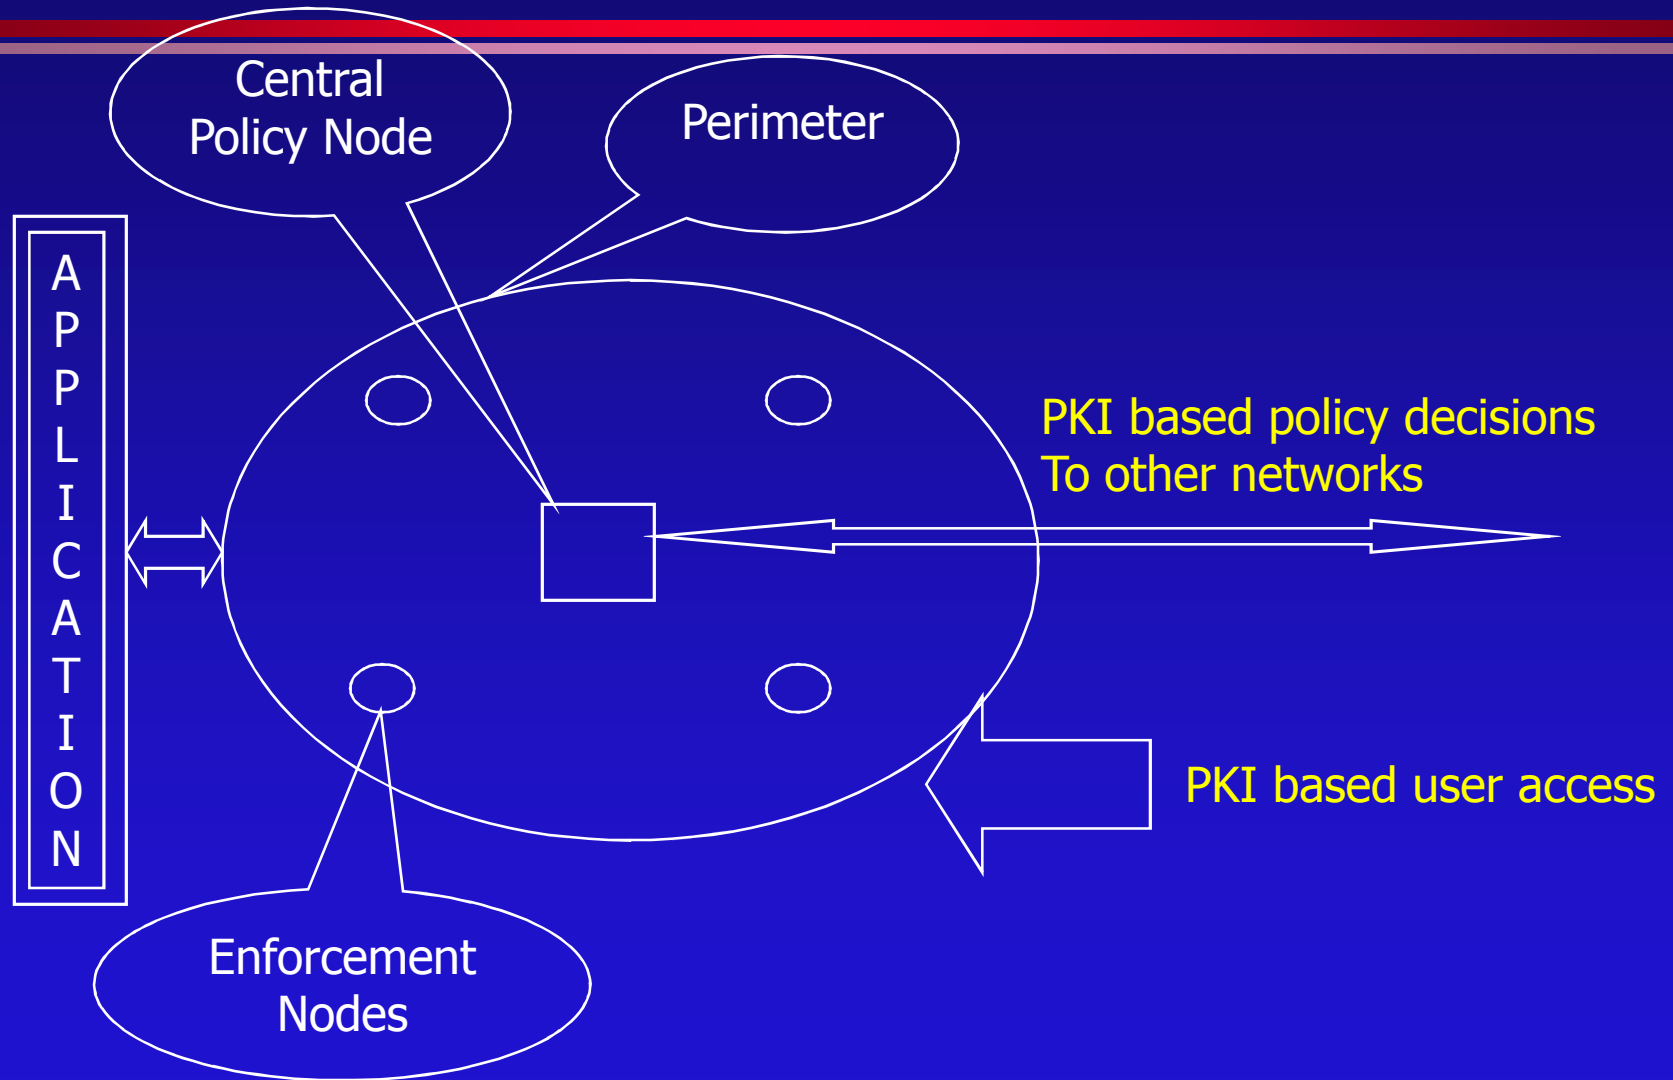 Central
Policy Node
Perimeter
A
P
P
L
I
C
A
T
I
O
N
PKI based policy decisions
To other networks
PKI based user access
Enforcement
Nodes